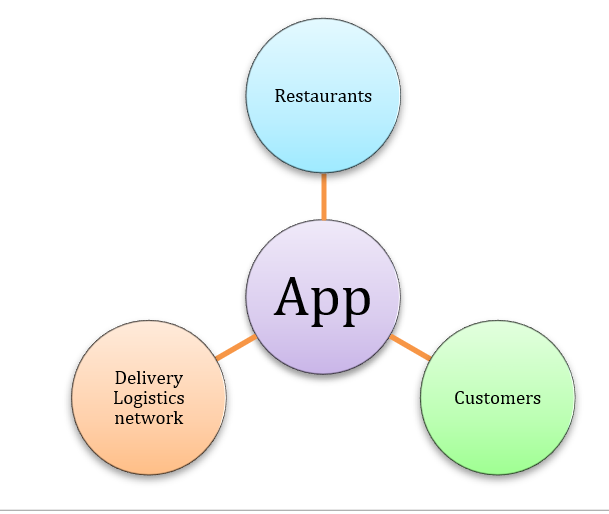 Restaurants
App
Delivery
Logistics
network
Customers